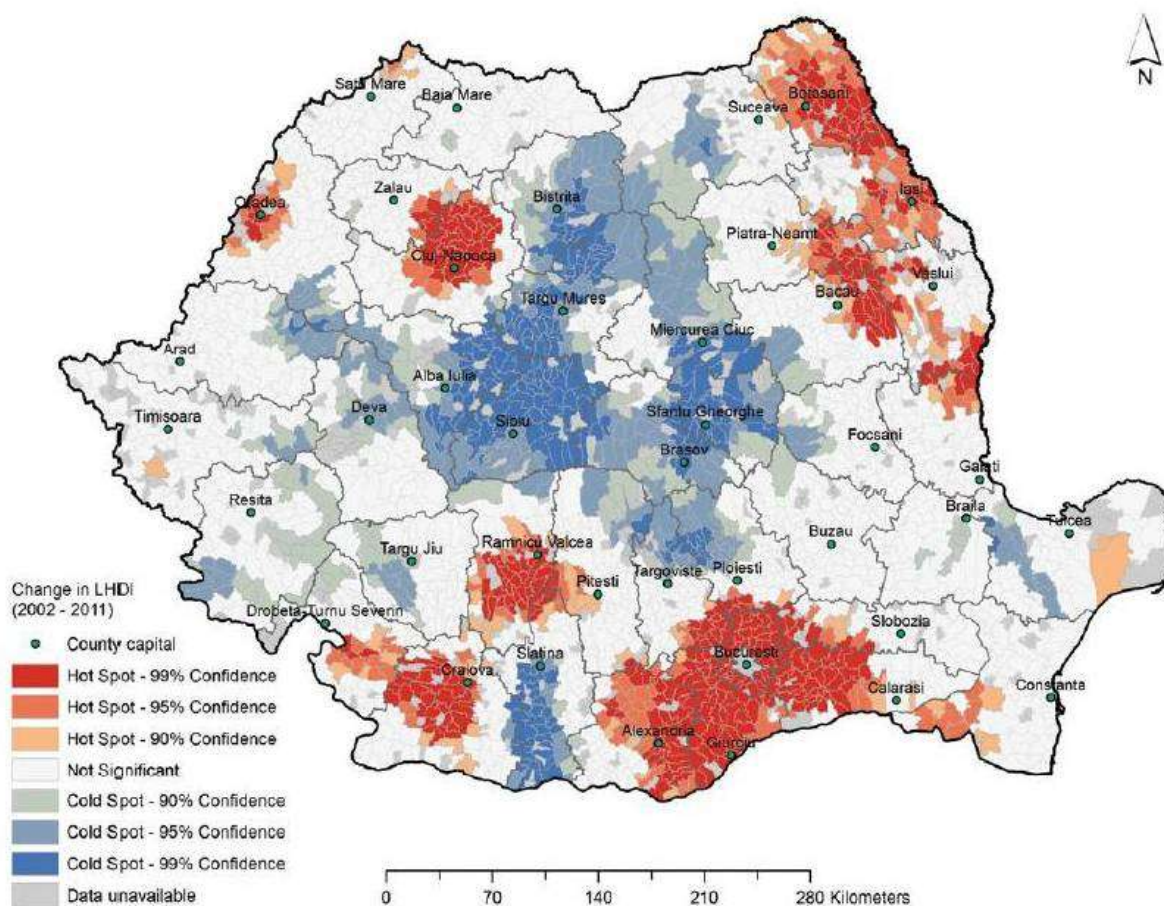 N
Satu Mare
Baia Mare
Botosani
Suceava
Zalau
Bistrita
Iasi
Oradea
Piatra-Neamt
Cluj-Napoca
Vaslui
Targu Mures
Bacau
Miercurea Ciuc
Arad
Alba Iulia
Deva
Timisoara
Sibiu
Sfantu Gheorghe
Focsani
Brasov
Galati
Resita
Braila
Tulcea
Ramnicu Valcea
Buzau
Targu Jiu
Pitesti
Targoviste
Ploiesti
Drobeta-Turnu Severin
Slobozia
Slatina
Bucuresti
Craiova
Calarasi
Constanta
Alexandria
Giurgiu
Change in LHDI
(2002 - 2011)
County capital
Hot Spot - 99% Confidence
Hot Spot - 95% Confidence
Hot Spot - 90% Confidence
Not Significant
Cold Spot - 90% Confidence
Cold Spot - 95% Confidence
Cold Spot - 99% Confidence
Data unavailable
0 70 140 210 280 Kilometers